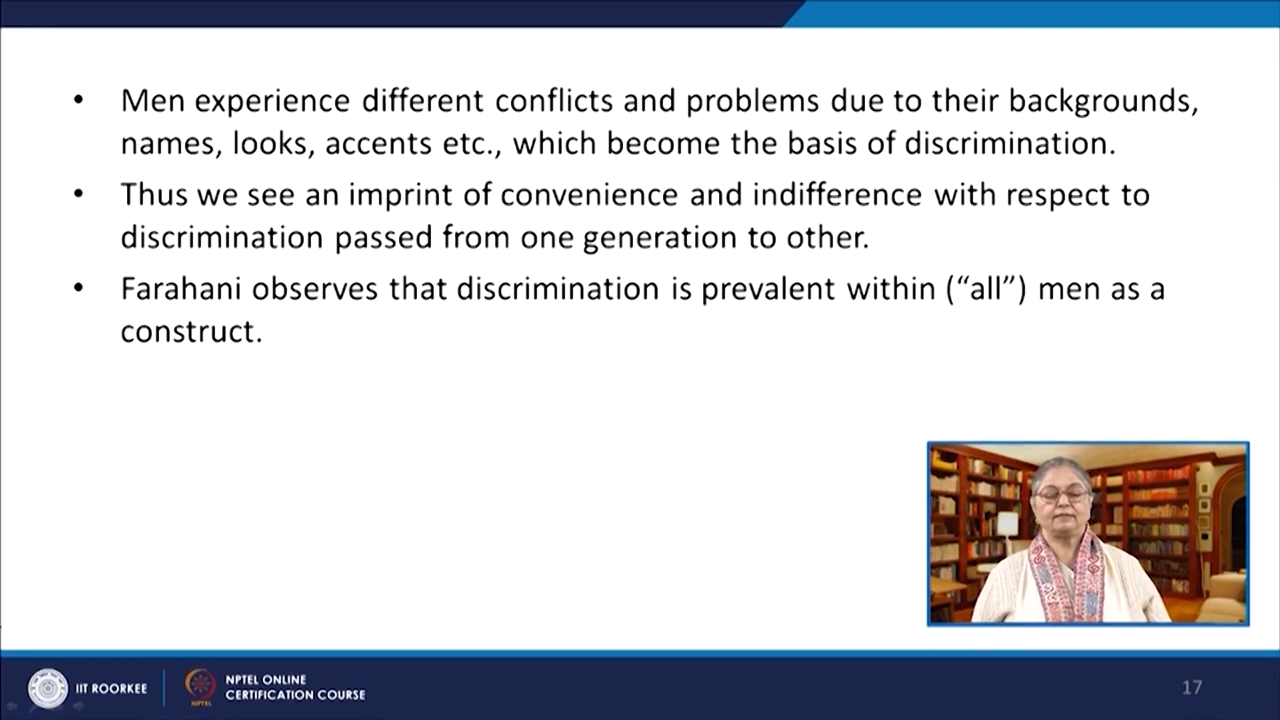 • Men experience different conflicts and problems due to their backgrounds,
names, looks, accents etc., which become the basis of discrimination.
• Thus we see an imprint of convenience and indifference with respect to
discrimination passed from one generation to other.
• Farahani observes that discrimination is prevalent within (“all”) men as a
construct.
IIT ROORKEE
NPTEL
NPTEL ONLINE
CERTIFICATION COURSE
17